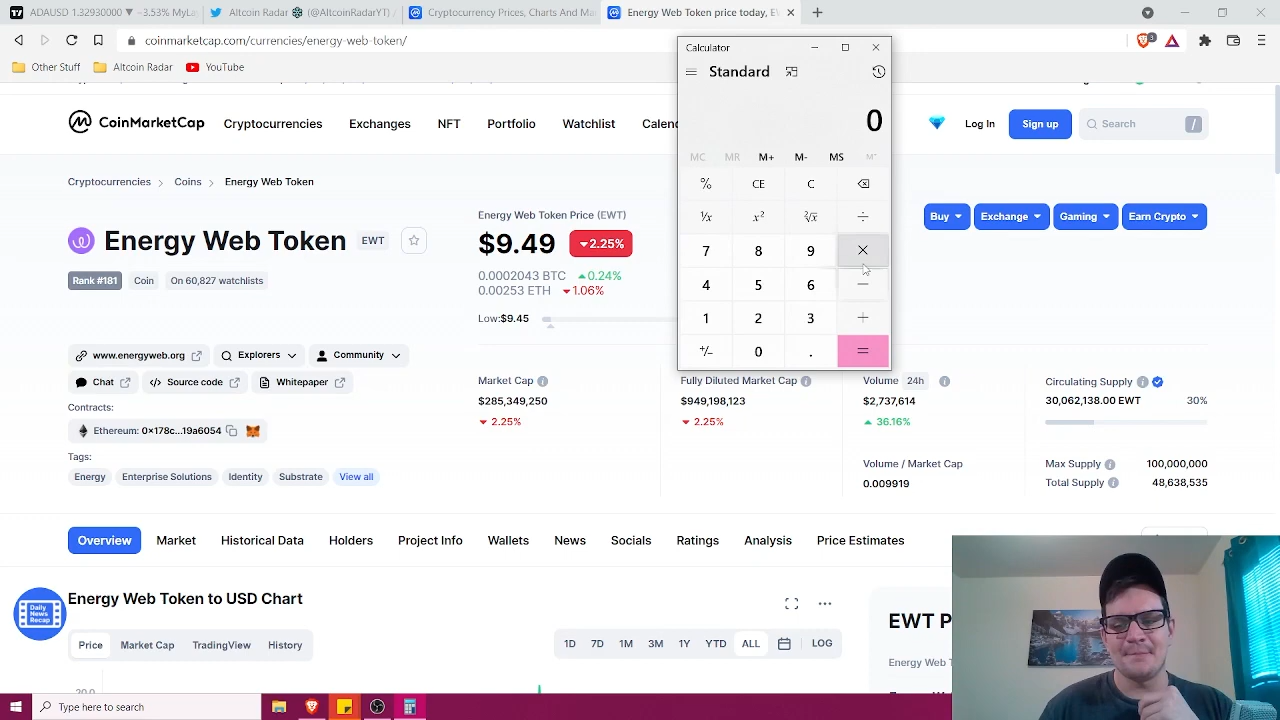 ADAUSD 1.32930000 ▼ −3.53% MyLa
Altcoin Radar (@AltcoinRadarYT) /
Cryptocurrency Prices, Charts And Mar
Energy Web Token price today, EW
coinmarketcap.com/currencies/energy-web-token/
3
Other Stuff
Altcoin Radar
YouTube
Calculator
Standard
0
MC MR M+ M- MS M˅
% CE C
¹/x x² ²√x ÷
7 8 9 ×
4 5 6 −
1 2 3 +
+/− 0 . =
CoinMarketCap
Cryptocurrencies Exchanges NFT Portfolio Watchlist Calend
Log In Sign up Search /
Cryptocurrencies > Coins > Energy Web Token
Energy Web Token EWT
Rank #181 Coin On 60,827 watchlists
Energy Web Token Price (EWT)
$9.49 ▼2.25%
0.0002043 BTC ▲0.24%
0.00253 ETH ▼1.06%
Low:$9.45
Buy Exchange Gaming Earn Crypto
www.energyweb.org Explorers Community
Chat Source code Whitepaper
Contracts:
Ethereum: 0x178c...3b0c54
Tags:
Energy Enterprise Solutions Identity Substrate View all
Market Cap
$285,349,250
▼ 2.25%
Fully Diluted Market Cap
$949,198,123
▼ 2.25%
Volume 24h
$2,737,614
▲ 36.16%
Volume / Market Cap
0.009919
Circulating Supply
30,062,138.00 EWT 30%
Max Supply 100,000,000
Total Supply 48,638,535
Overview Market Historical Data Holders Project Info Wallets News Socials Ratings Analysis Price Estimates
Daily
News
Recap
Energy Web Token to USD Chart
Price Market Cap TradingView History
1D 7D 1M 3M 1Y YTD ALL LOG
20.0
EWT P
Energy Web T
Type here to search